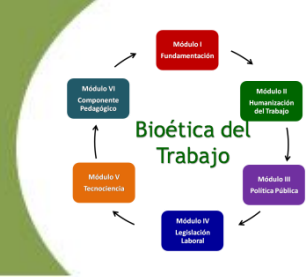 Módulo I
Fundamentación
Módulo II
Humanización
del Trabajo
Módulo III
Política Pública
Módulo IV
Legislación
Laboral
Módulo V
Tecnociencia
Módulo VI
Componente
Pedagógico
Bioética del
Trabajo